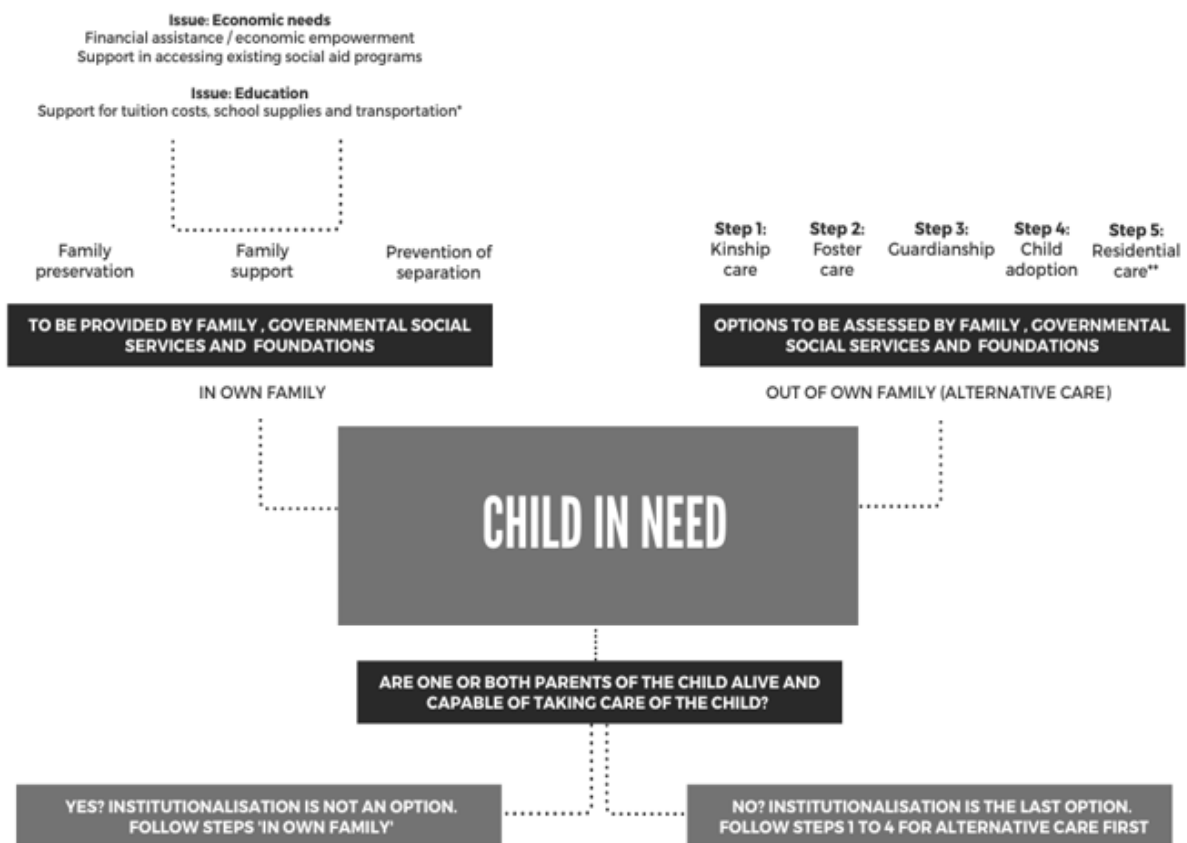 Issue: Economic needs
Financial assistance / economic empowerment
Support in accessing existing social aid programs
Issue: Education
Support for tuition costs, school supplies and transportation*
Family
preservation
Family
support
Prevention of
separation
TO BE PROVIDED BY FAMILY , GOVERNMENTAL SOCIAL
SERVICES AND FOUNDATIONS
IN OWN FAMILY
Step 1:
Kinship
care
Step 2:
Foster
care
Step 3:
Guardianship
Step 4:
Child
adoption
Step 5:
Residential
care**
OPTIONS TO BE ASSESSED BY FAMILY , GOVERNMENTAL
SOCIAL SERVICES AND FOUNDATIONS
OUT OF OWN FAMILY (ALTERNATIVE CARE)
CHILD IN NEED
ARE ONE OR BOTH PARENTS OF THE CHILD ALIVE AND
CAPABLE OF TAKING CARE OF THE CHILD?
YES? INSTITUTIONALISATION IS NOT AN OPTION.
FOLLOW STEPS 'IN OWN FAMILY'
NO? INSTITUTIONALISATION IS THE LAST OPTION.
FOLLOW STEPS 1 TO 4 FOR ALTERNATIVE CARE FIRST